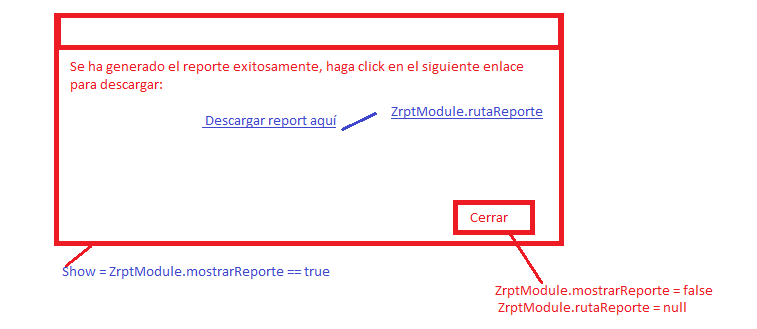 Se ha generado el reporte exitosamente, haga click en el siguiente enlace
para descargar:
Descargar report aquí
ZrptModule.rutaReporte
Cerrar
Show = ZrptModule.mostrarReporte == true
ZrptModule.mostrarReporte = false
ZrptModule.rutaReporte = null